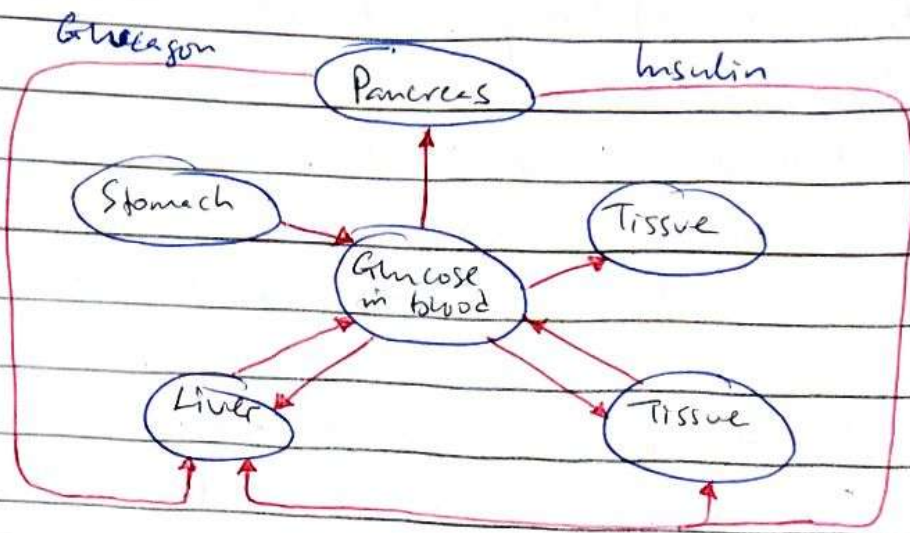 Glucagon
Insulin
Pancreas
Stomach
Tissue
Glucose
in blood
Liver
Tissue